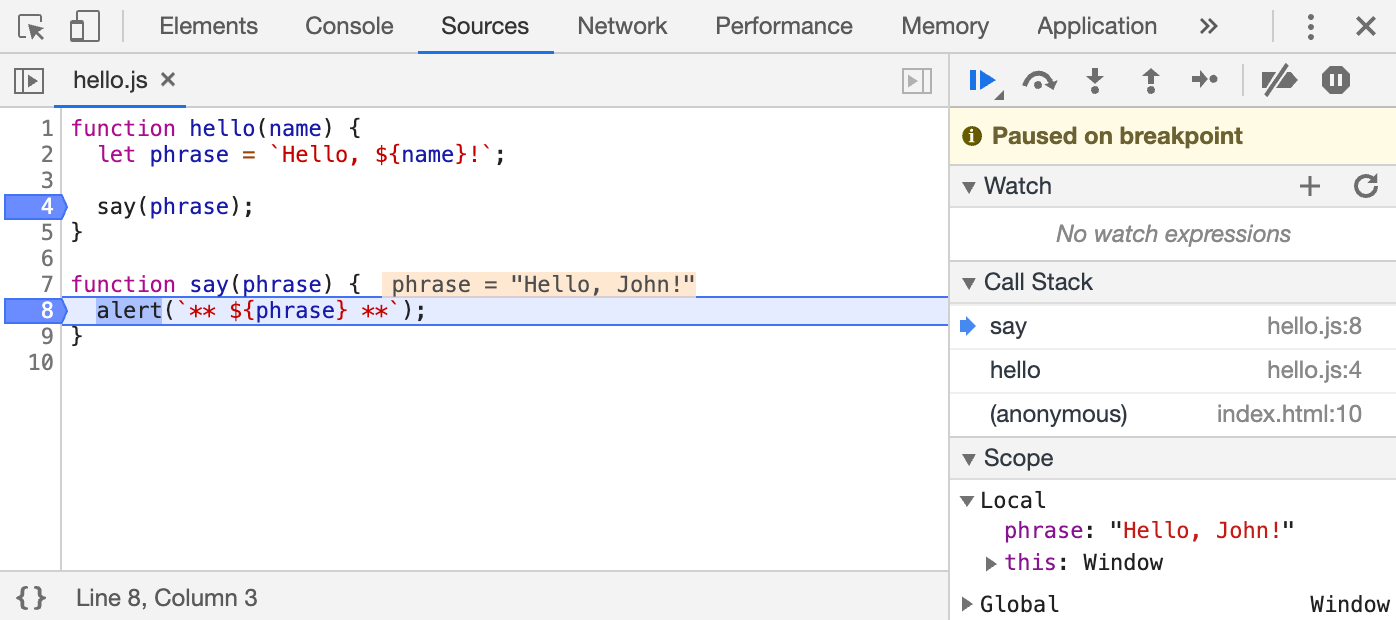 Elements Console Sources Network Performance Memory Application »
hello.js ×
1 function hello(name) {
2   let phrase = `Hello, ${name}!`;
3
4   say(phrase);
5 }
6
7 function say(phrase) { phrase = "Hello, John!"
8   alert(`** ${phrase} **`);
9 }
10
{} Line 8, Column 3
Paused on breakpoint
Watch
No watch expressions
Call Stack
say hello.js:8
hello hello.js:4
(anonymous) index.html:10
Scope
Local
phrase: "Hello, John!"
this: Window
Global Window